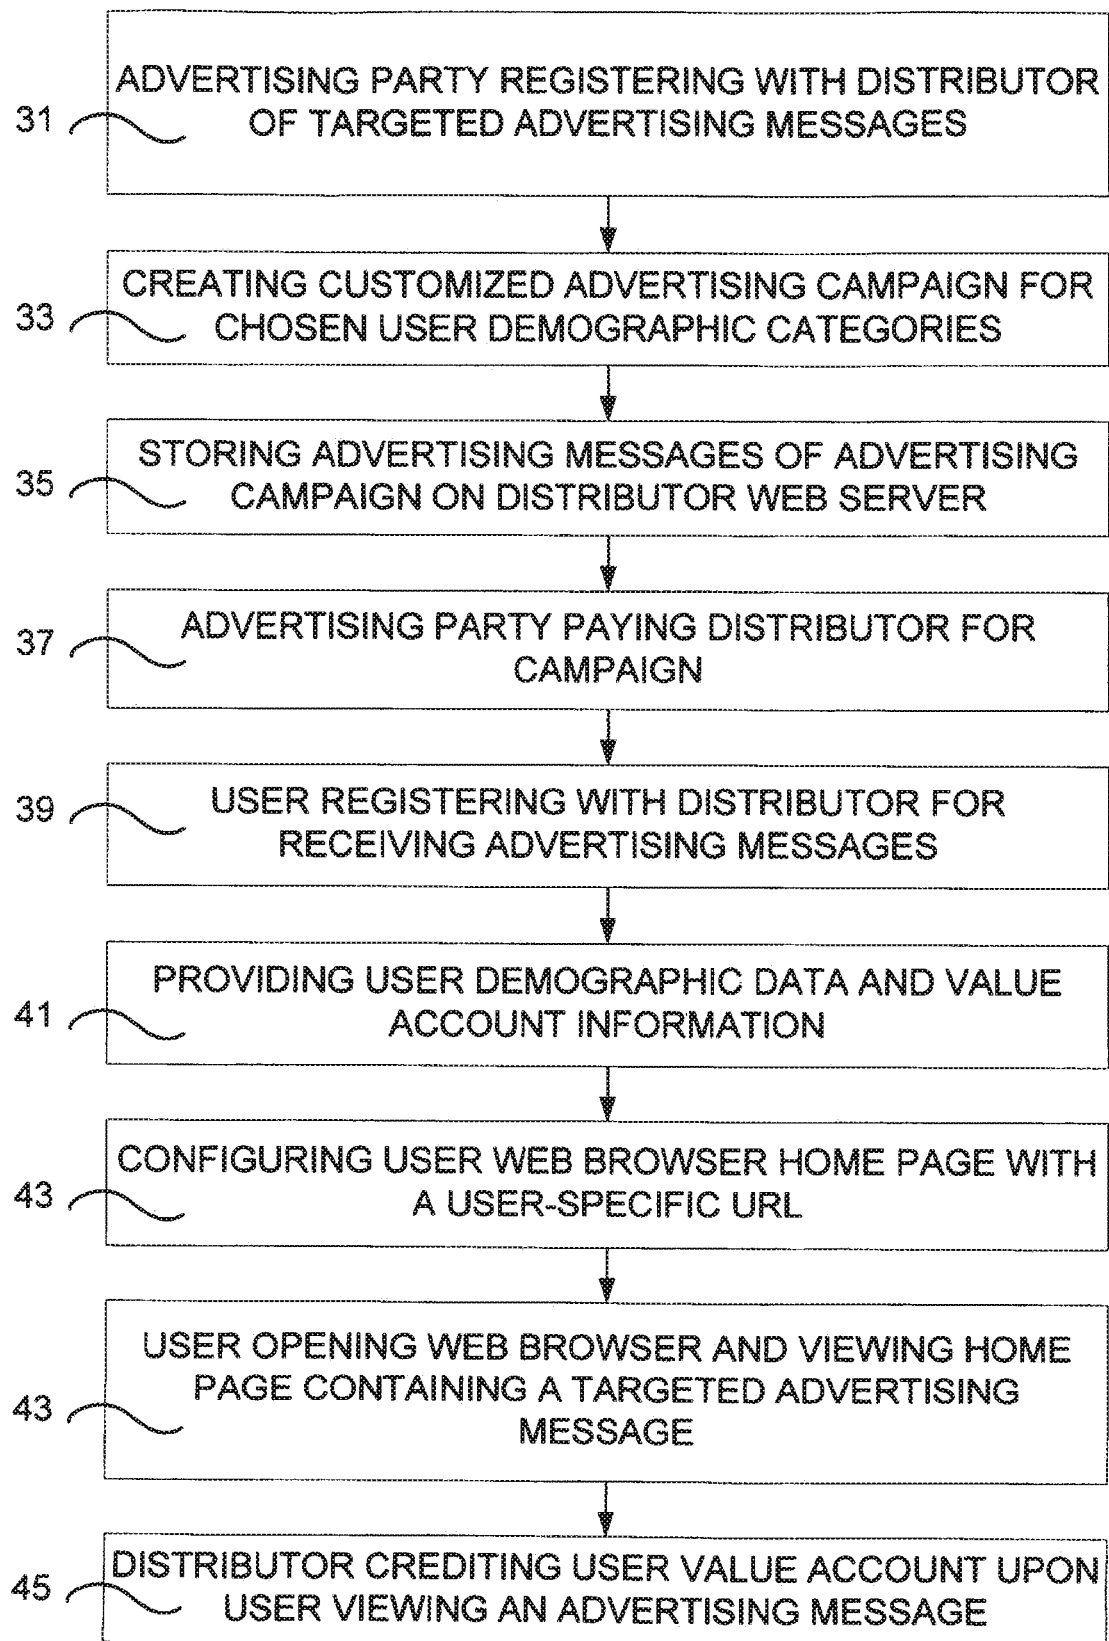 31
ADVERTISING PARTY REGISTERING WITH DISTRIBUTOR
OF TARGETED ADVERTISING MESSAGES
33
CREATING CUSTOMIZED ADVERTISING CAMPAIGN FOR
CHOSEN USER DEMOGRAPHIC CATEGORIES
35
STORING ADVERTISING MESSAGES OF ADVERTISING
CAMPAIGN ON DISTRIBUTOR WEB SERVER
37
ADVERTISING PARTY PAYING DISTRIBUTOR FOR
CAMPAIGN
39
USER REGISTERING WITH DISTRIBUTOR FOR
RECEIVING ADVERTISING MESSAGES
41
PROVIDING USER DEMOGRAPHIC DATA AND VALUE
ACCOUNT INFORMATION
43
CONFIGURING USER WEB BROWSER HOME PAGE WITH
A USER-SPECIFIC URL
43
USER OPENING WEB BROWSER AND VIEWING HOME
PAGE CONTAINING A TARGETED ADVERTISING
MESSAGE
45
DISTRIBUTOR CREDITING USER VALUE ACCOUNT UPON
USER VIEWING AN ADVERTISING MESSAGE